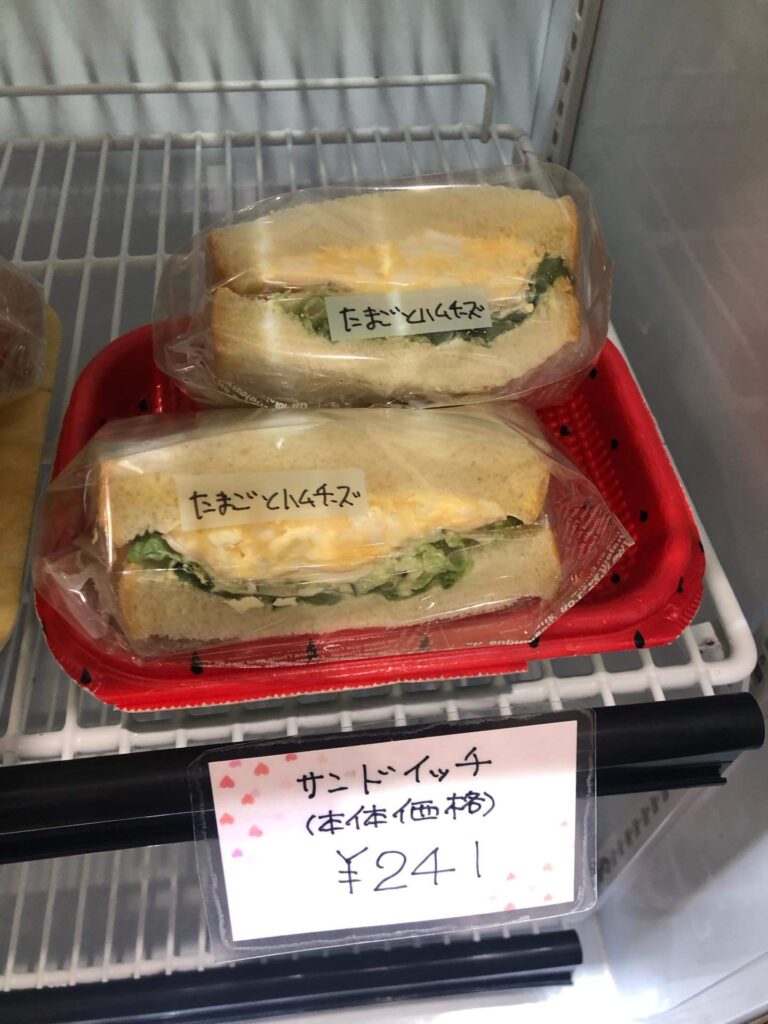 たまごとハムチーズ
たまごとハムチーズ
サンドイッチ
(本体価格)
¥241